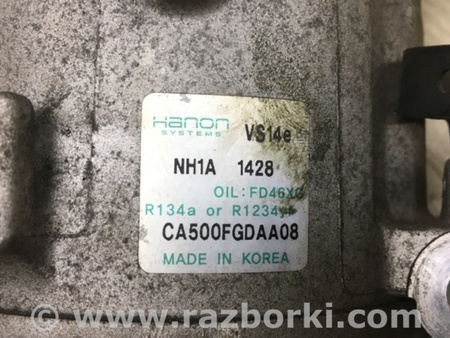 Hanon
SYSTEMS
VS14e
NH1A 1428
OIL: FD46XG
R134a or R1234yf
CA500FGDAA08
MADE IN KOREA
www.razborki.com